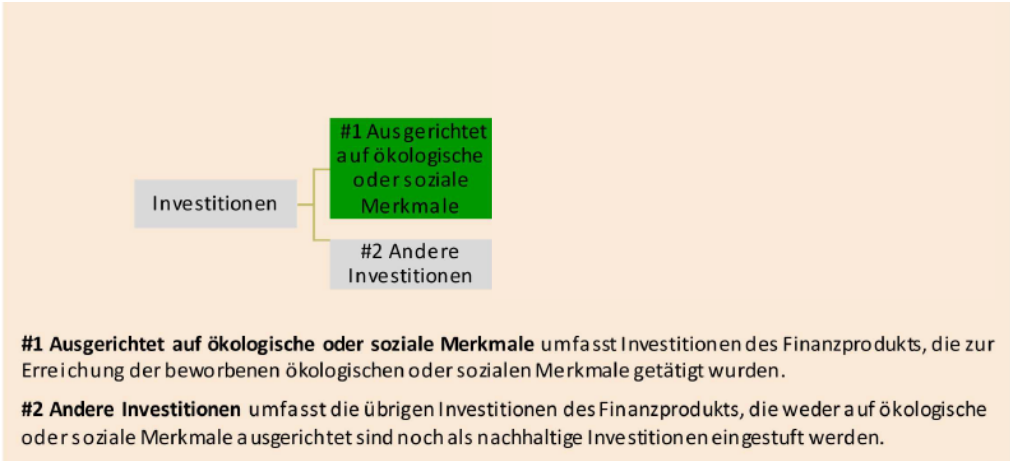 #1 Ausgerichtet
auf ökologische
oder soziale
Merkmale
Investitionen
#2 Andere
Investitionen
#1 Ausgerichtet auf ökologische oder soziale Merkmale umfasst Investitionen des Finanzprodukts, die zur
Erreichung der beworbenen ökologischen oder sozialen Merkmale getätigt wurden.
#2 Andere Investitionen umfasst die übrigen Investitionen des Finanzprodukts, die weder auf ökologische
oder soziale Merkmale ausgerichtet sind noch als nachhaltige Investitionen eingestuft werden.